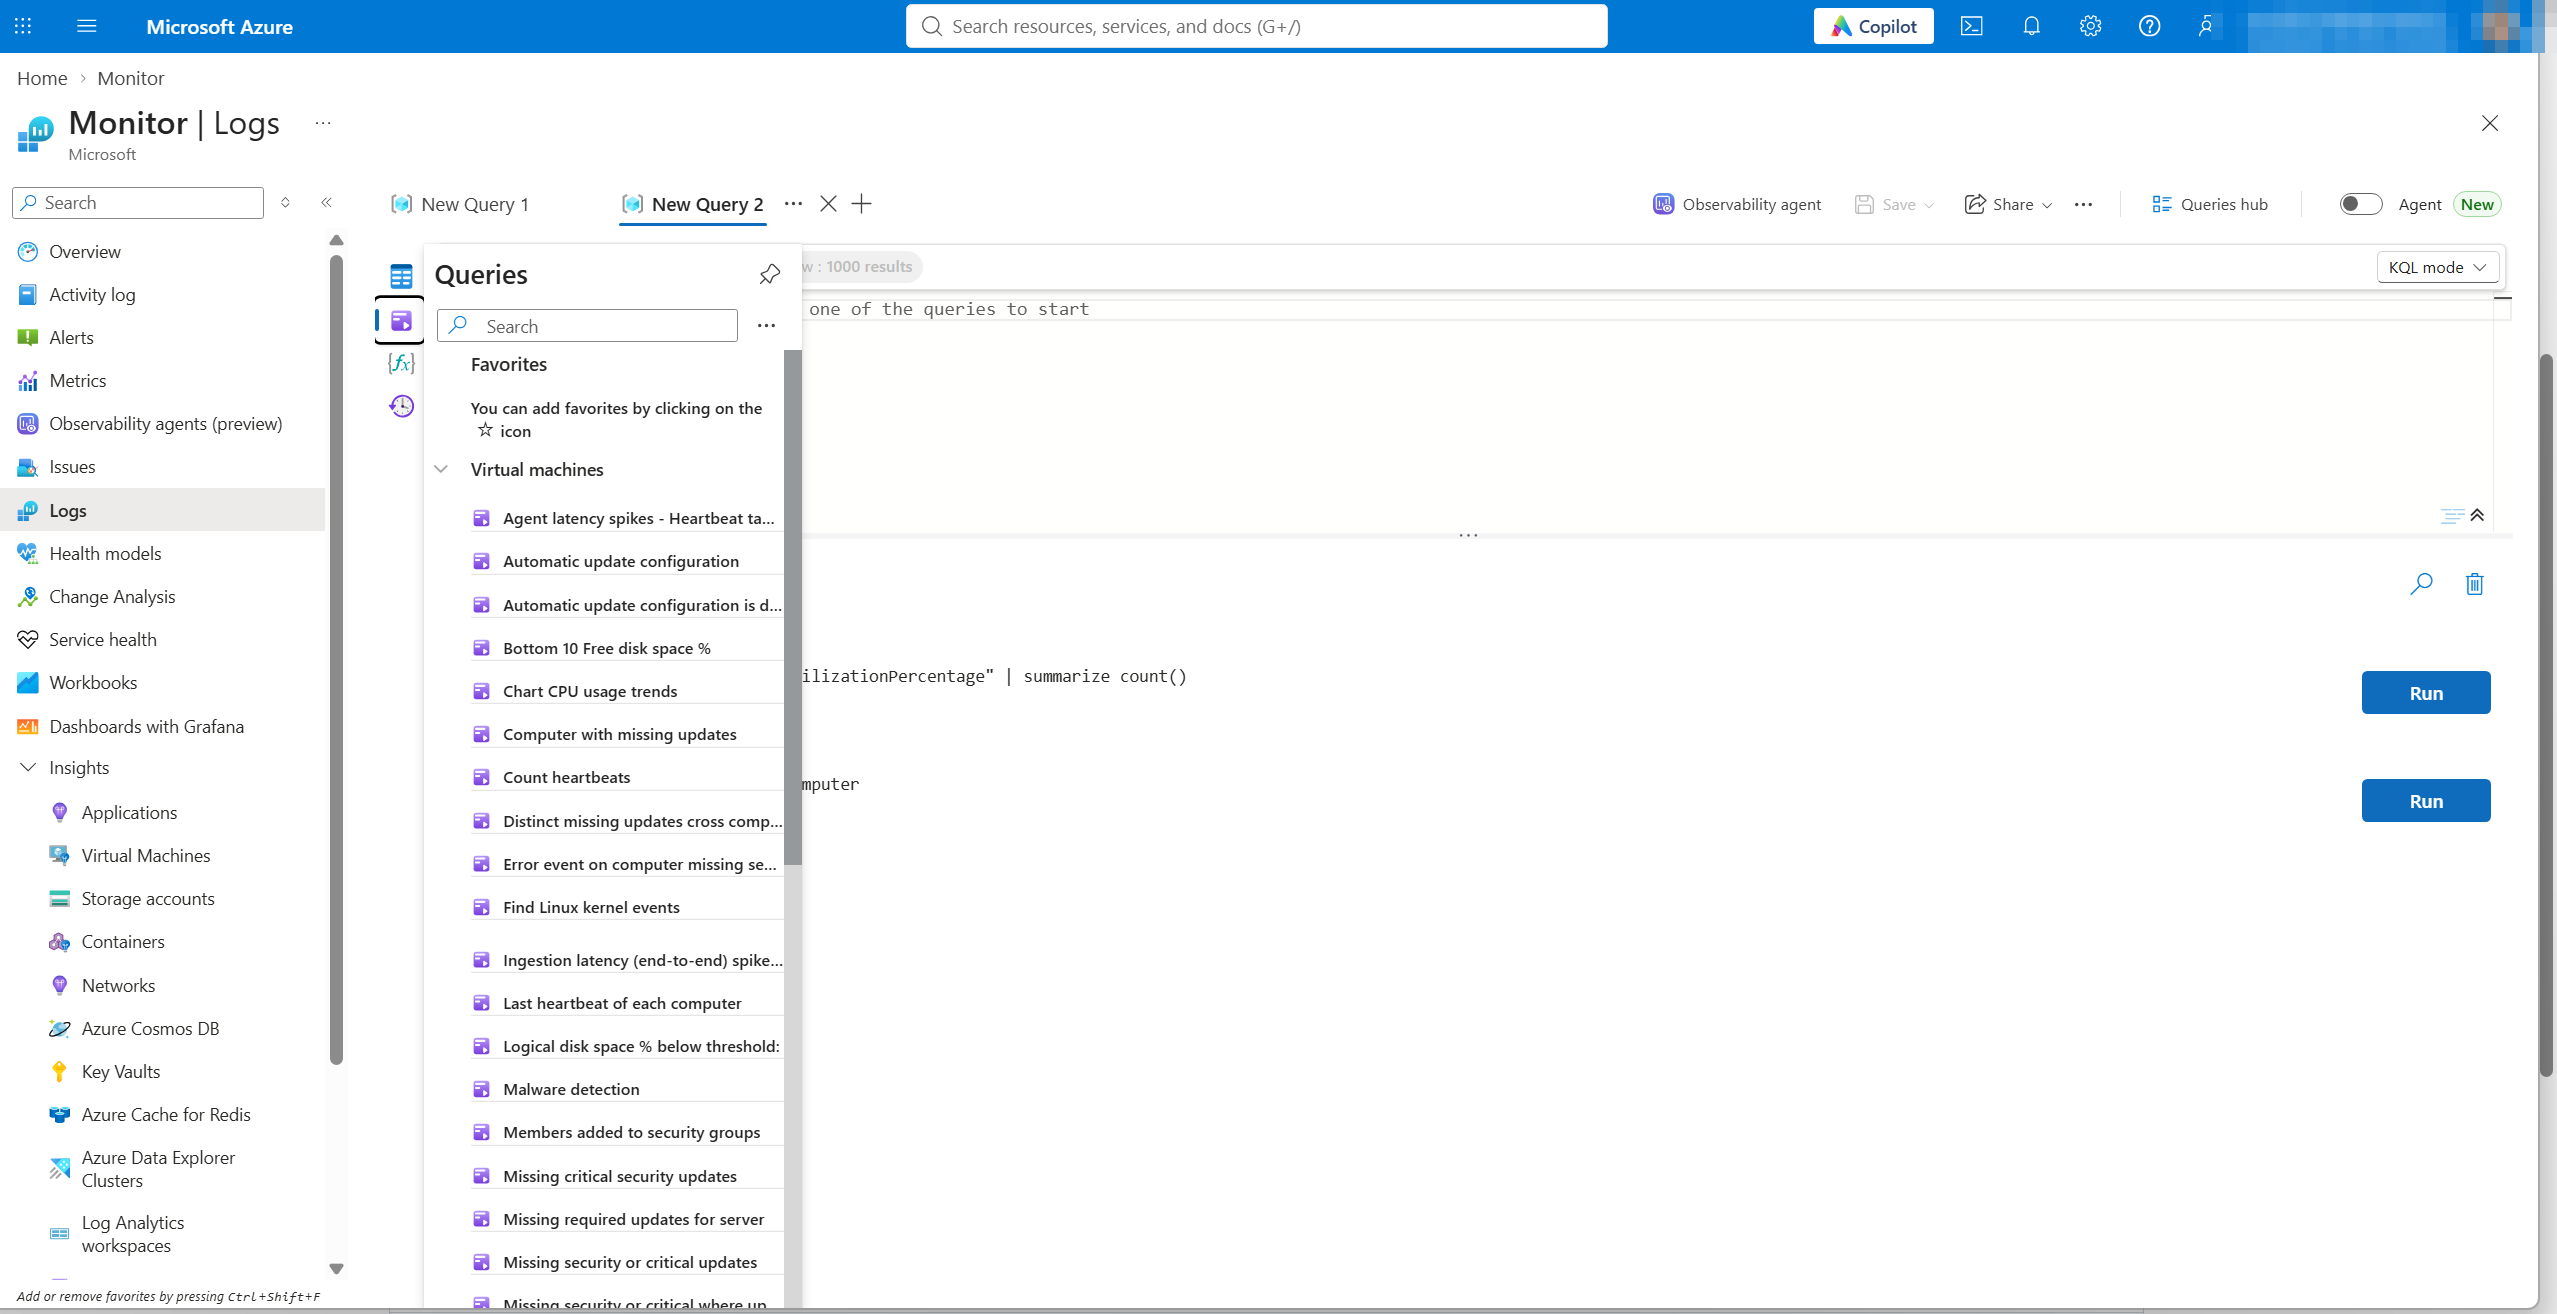 Microsoft Azure
Search resources, services, and docs (G+/)
Copilot
Home
Monitor
Monitor | Logs
Microsoft
Search
New Query 1
New Query 2
Observability agent
Save
Share
Queries hub
Agent
New
Overview
Activity log
Alerts
Metrics
Observability agents (preview)
Issues
Logs
Health models
Change Analysis
Service health
Workbooks
Dashboards with Grafana
Insights
Applications
Virtual Machines
Storage accounts
Containers
Networks
Azure Cosmos DB
Key Vaults
Azure Cache for Redis
Azure Data Explorer
Clusters
Log Analytics
workspaces
Add or remove favorites by pressing Ctrl+Shift+F
Queries
Search
Favorites
You can add favorites by clicking on the
☆ icon
Virtual machines
Agent latency spikes - Heartbeat ta...
Automatic update configuration
Automatic update configuration is d...
Bottom 10 Free disk space %
Chart CPU usage trends
Computer with missing updates
Count heartbeats
Distinct missing updates cross comp...
Error event on computer missing se...
Find Linux kernel events
Ingestion latency (end-to-end) spike...
Last heartbeat of each computer
Logical disk space % below threshold:
Malware detection
Members added to security groups
Missing critical security updates
Missing required updates for server
Missing security or critical updates
Missing security or critical where up
w : 1000 results
KQL mode
one of the queries to start
ilizationPercentage" | summarize count()
Run
mputer
Run